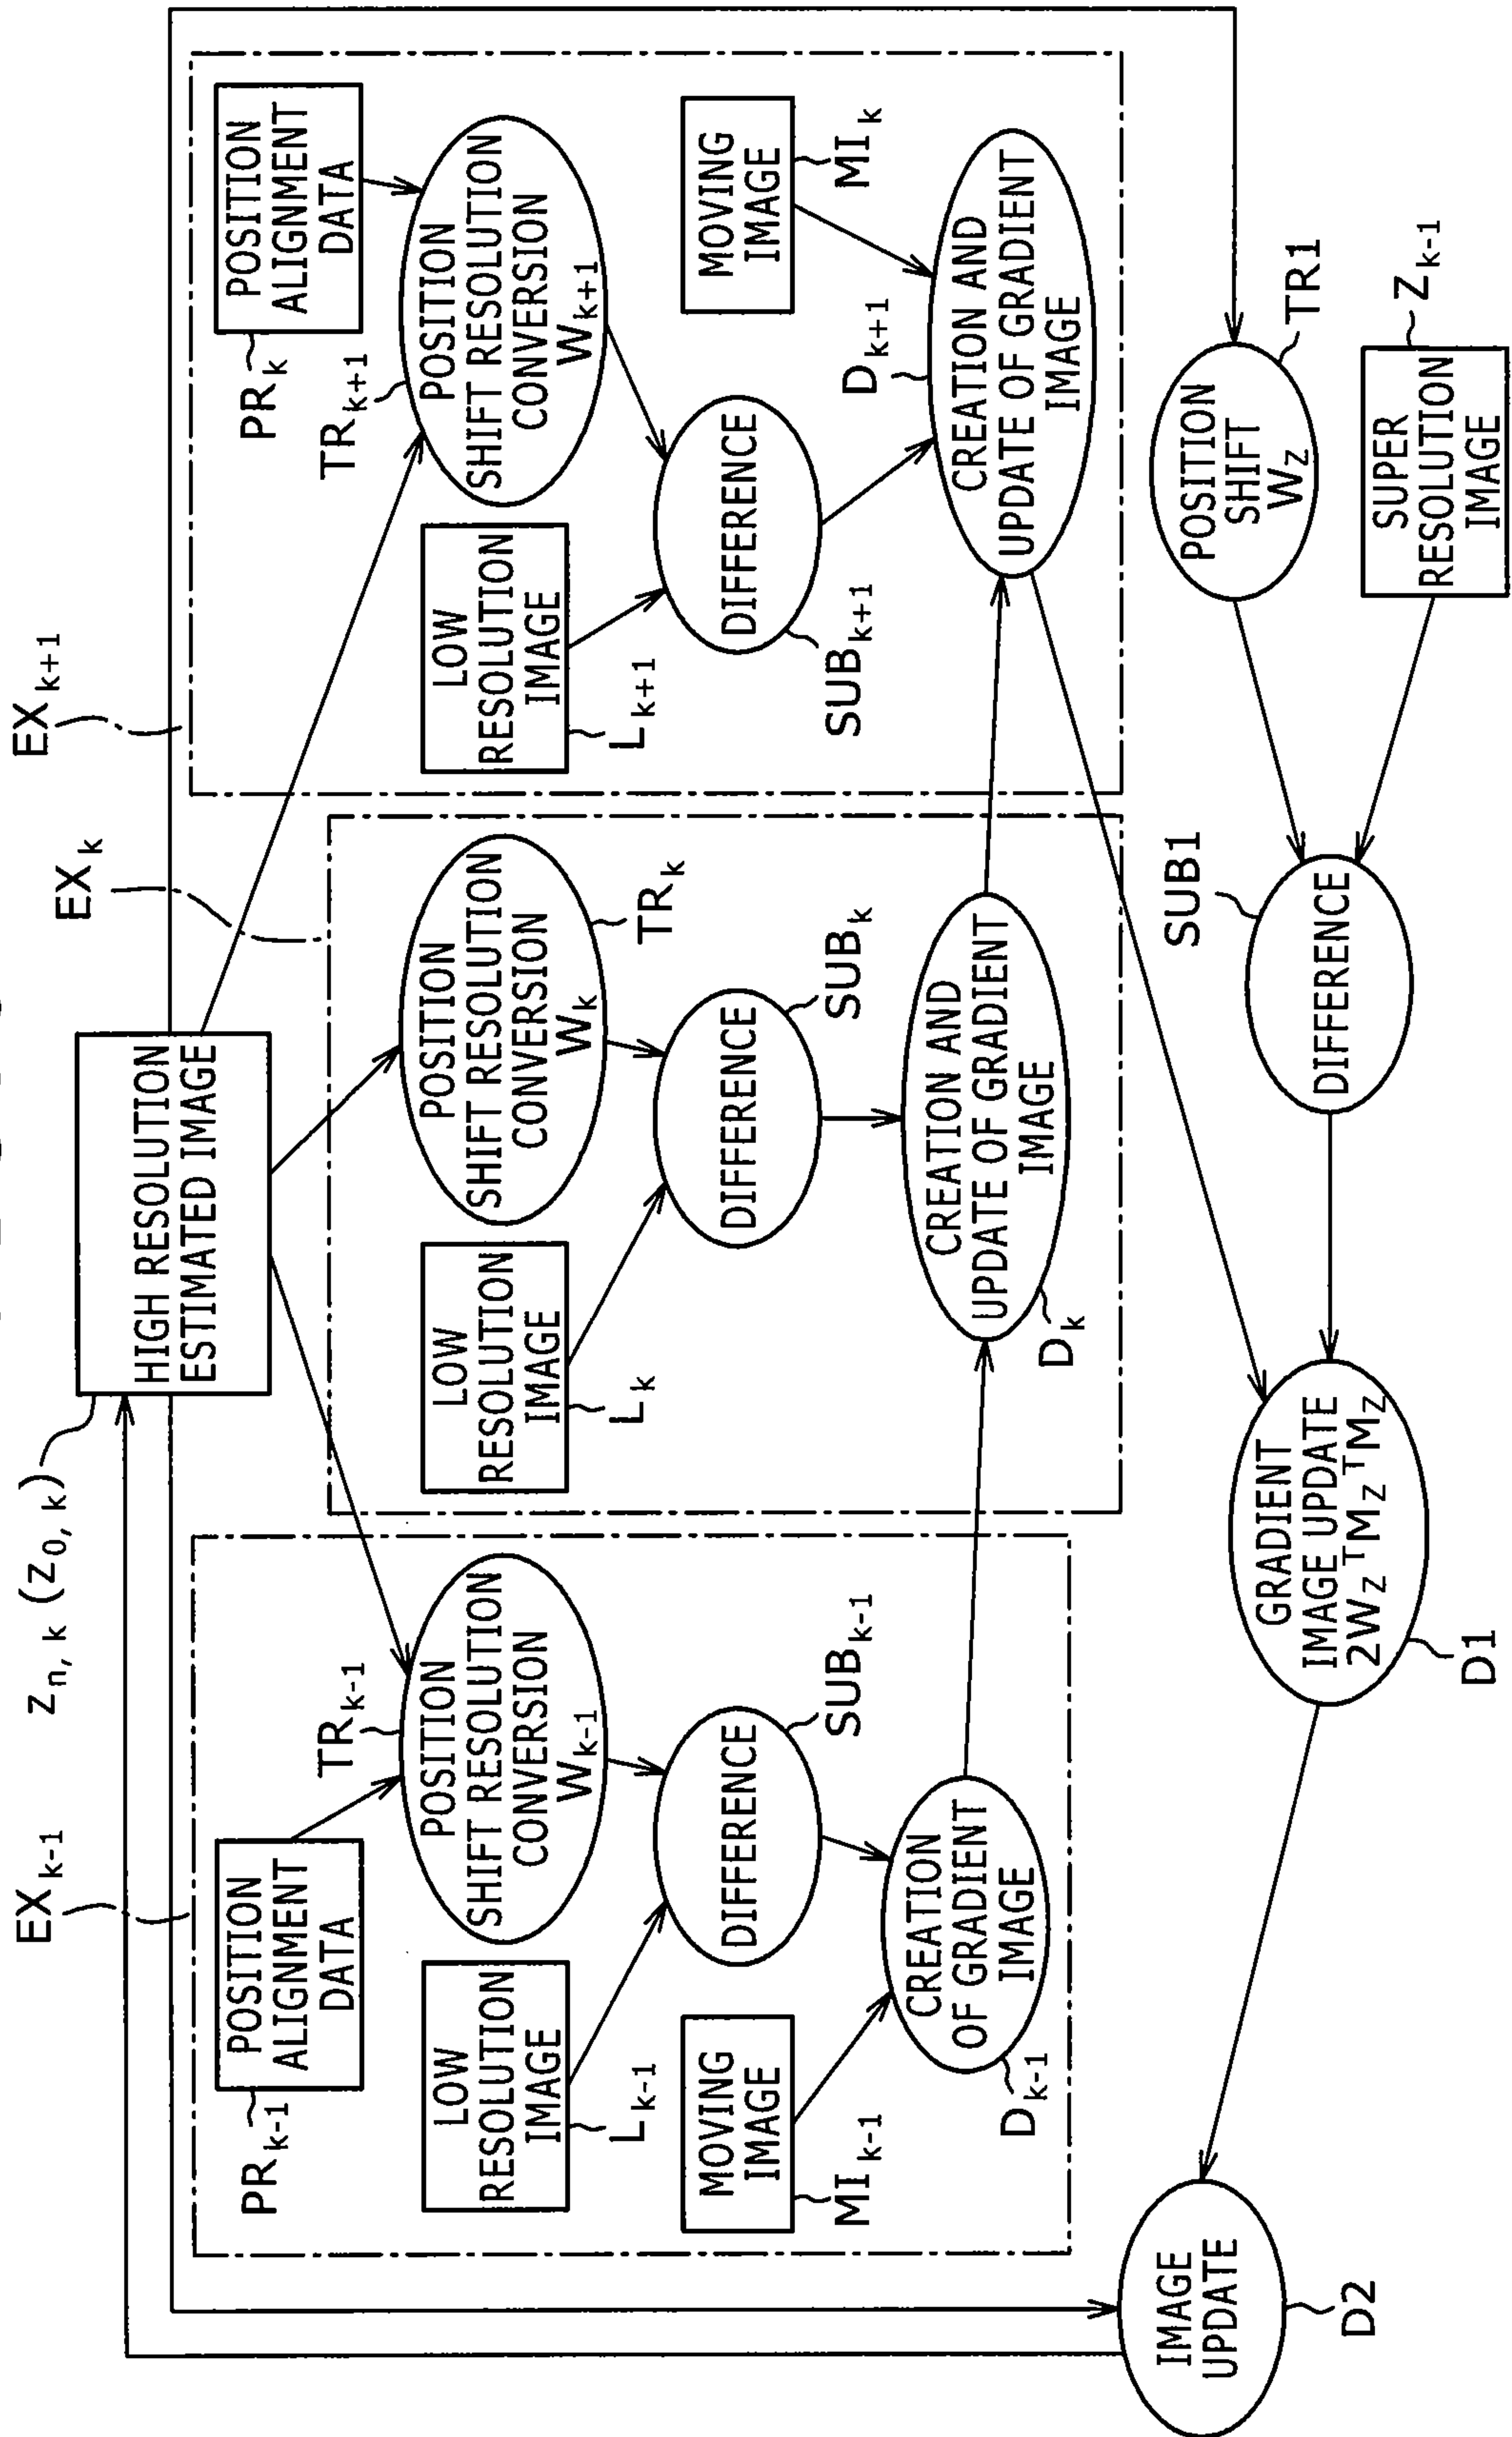 Zn, k (Z0, k)
HIGH RESOLUTION
ESTIMATED IMAGE
EXk-1
PRk-1
POSITION
ALIGNMENT
DATA
TRk-1
POSITION
SHIFT RESOLUTION
CONVERSION
Wk-1
LOW
RESOLUTION
IMAGE
Lk-1
DIFFERENCE
SUBk-1
MOVING
IMAGE
MIk-1
CREATION
OF GRADIENT
IMAGE
Dk-1
EXk
POSITION
SHIFT RESOLUTION
CONVERSION
Wk
TRk
LOW
RESOLUTION
IMAGE
Lk
DIFFERENCE
SUBk
CREATION AND
UPDATE OF GRADIENT
IMAGE
Dk
EXk+1
POSITION
ALIGNMENT
DATA
PRk
TRk+1
POSITION
SHIFT RESOLUTION
CONVERSION
Wk+1
LOW
RESOLUTION
IMAGE
Lk+1
DIFFERENCE
SUBk+1
MOVING
IMAGE
MIk
Dk+1
CREATION AND
UPDATE OF GRADIENT
IMAGE
POSITION
SHIFT
WZ
TR1
SUPER
RESOLUTION
IMAGE
Zk-1
SUB1
DIFFERENCE
GRADIENT
IMAGE UPDATE
2WZTMZTMZ
D1
IMAGE
UPDATE
D2